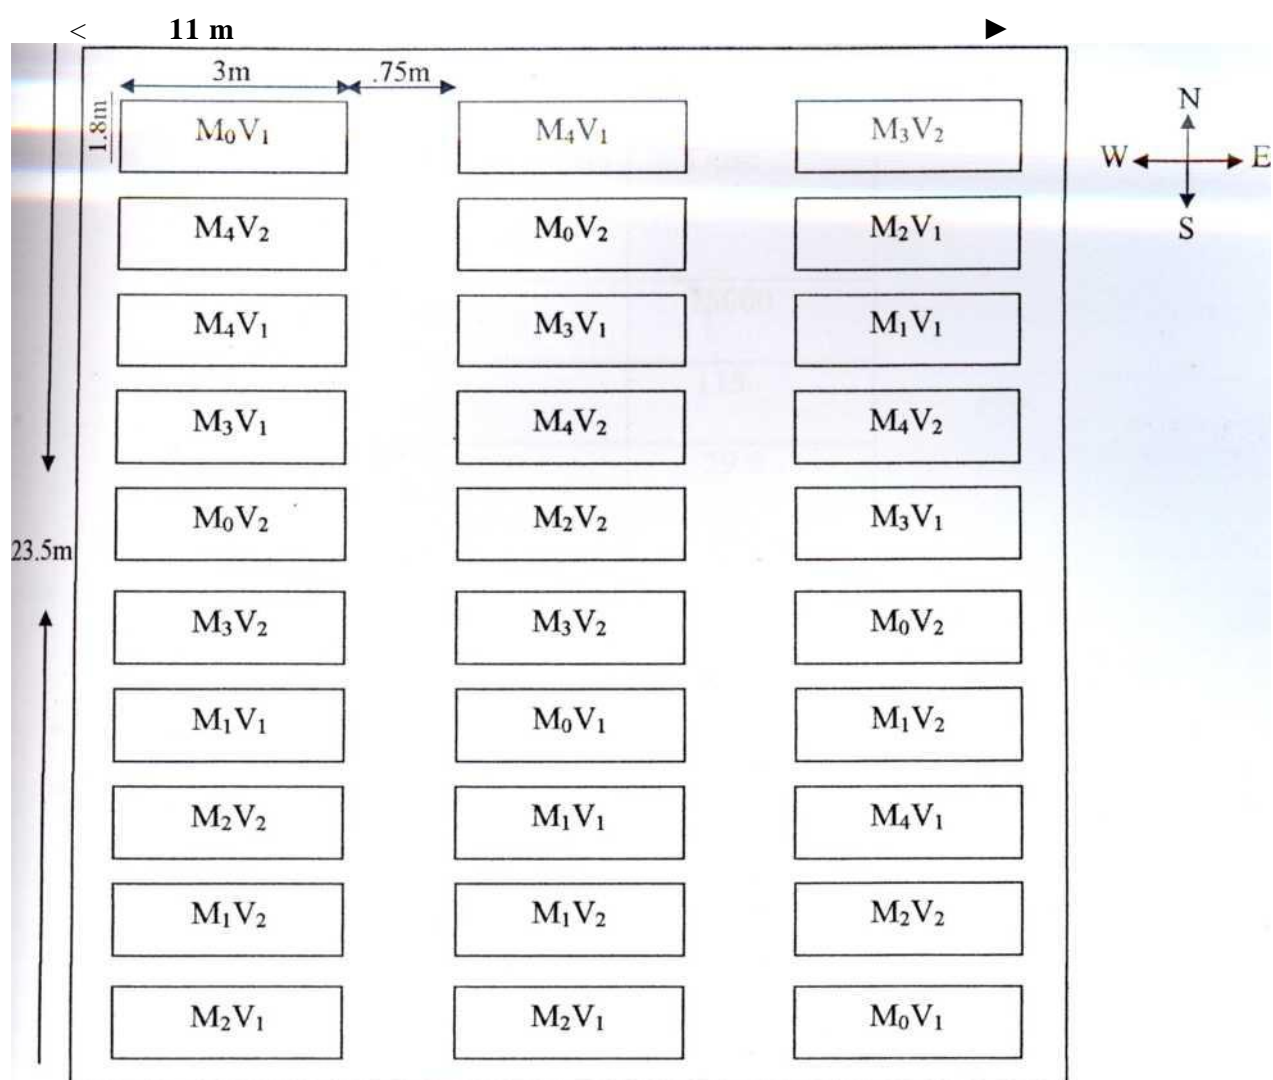 < 11 m ►
3m .75m
1.8m
N
W E
S
M₀V₁ M₄V₁ M₃V₂
M₄V₂ M₀V₂ M₂V₁
M₄V₁ M₃V₁ M₁V₁
M₃V₁ M₄V₂ M₄V₂
M₀V₂ M₂V₂ M₃V₁
23.5m
M₃V₂ M₃V₂ M₀V₂
M₁V₁ M₀V₁ M₁V₂
M₂V₂ M₁V₁ M₄V₁
M₁V₂ M₁V₂ M₂V₂
M₂V₁ M₂V₁ M₀V₁